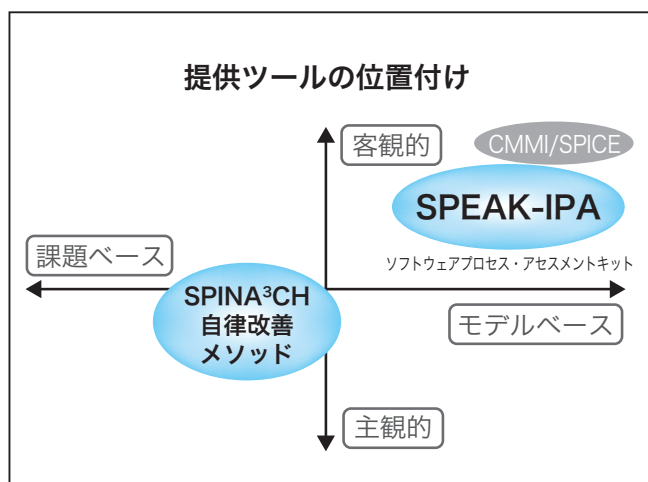 提供ツールの位置付け
客観的
CMMI/SPICE
SPEAK-IPA
ソフトウェアプロセス・アセスメントキット
課題ベース
SPINA³CH
自律改善
メソッド
モデルベース
主観的